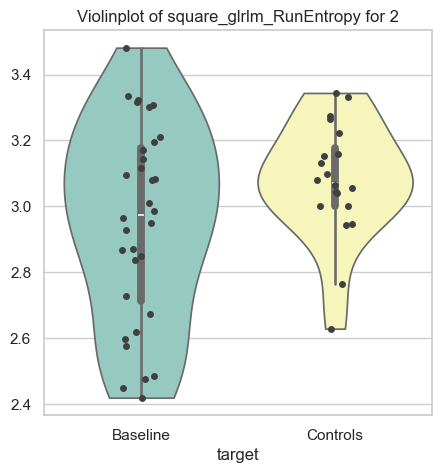 Violinplot of square_glrlm_RunEntropy for 2
3.4
3.2
3.0
2.8
2.6
2.4
Baseline Controls
target